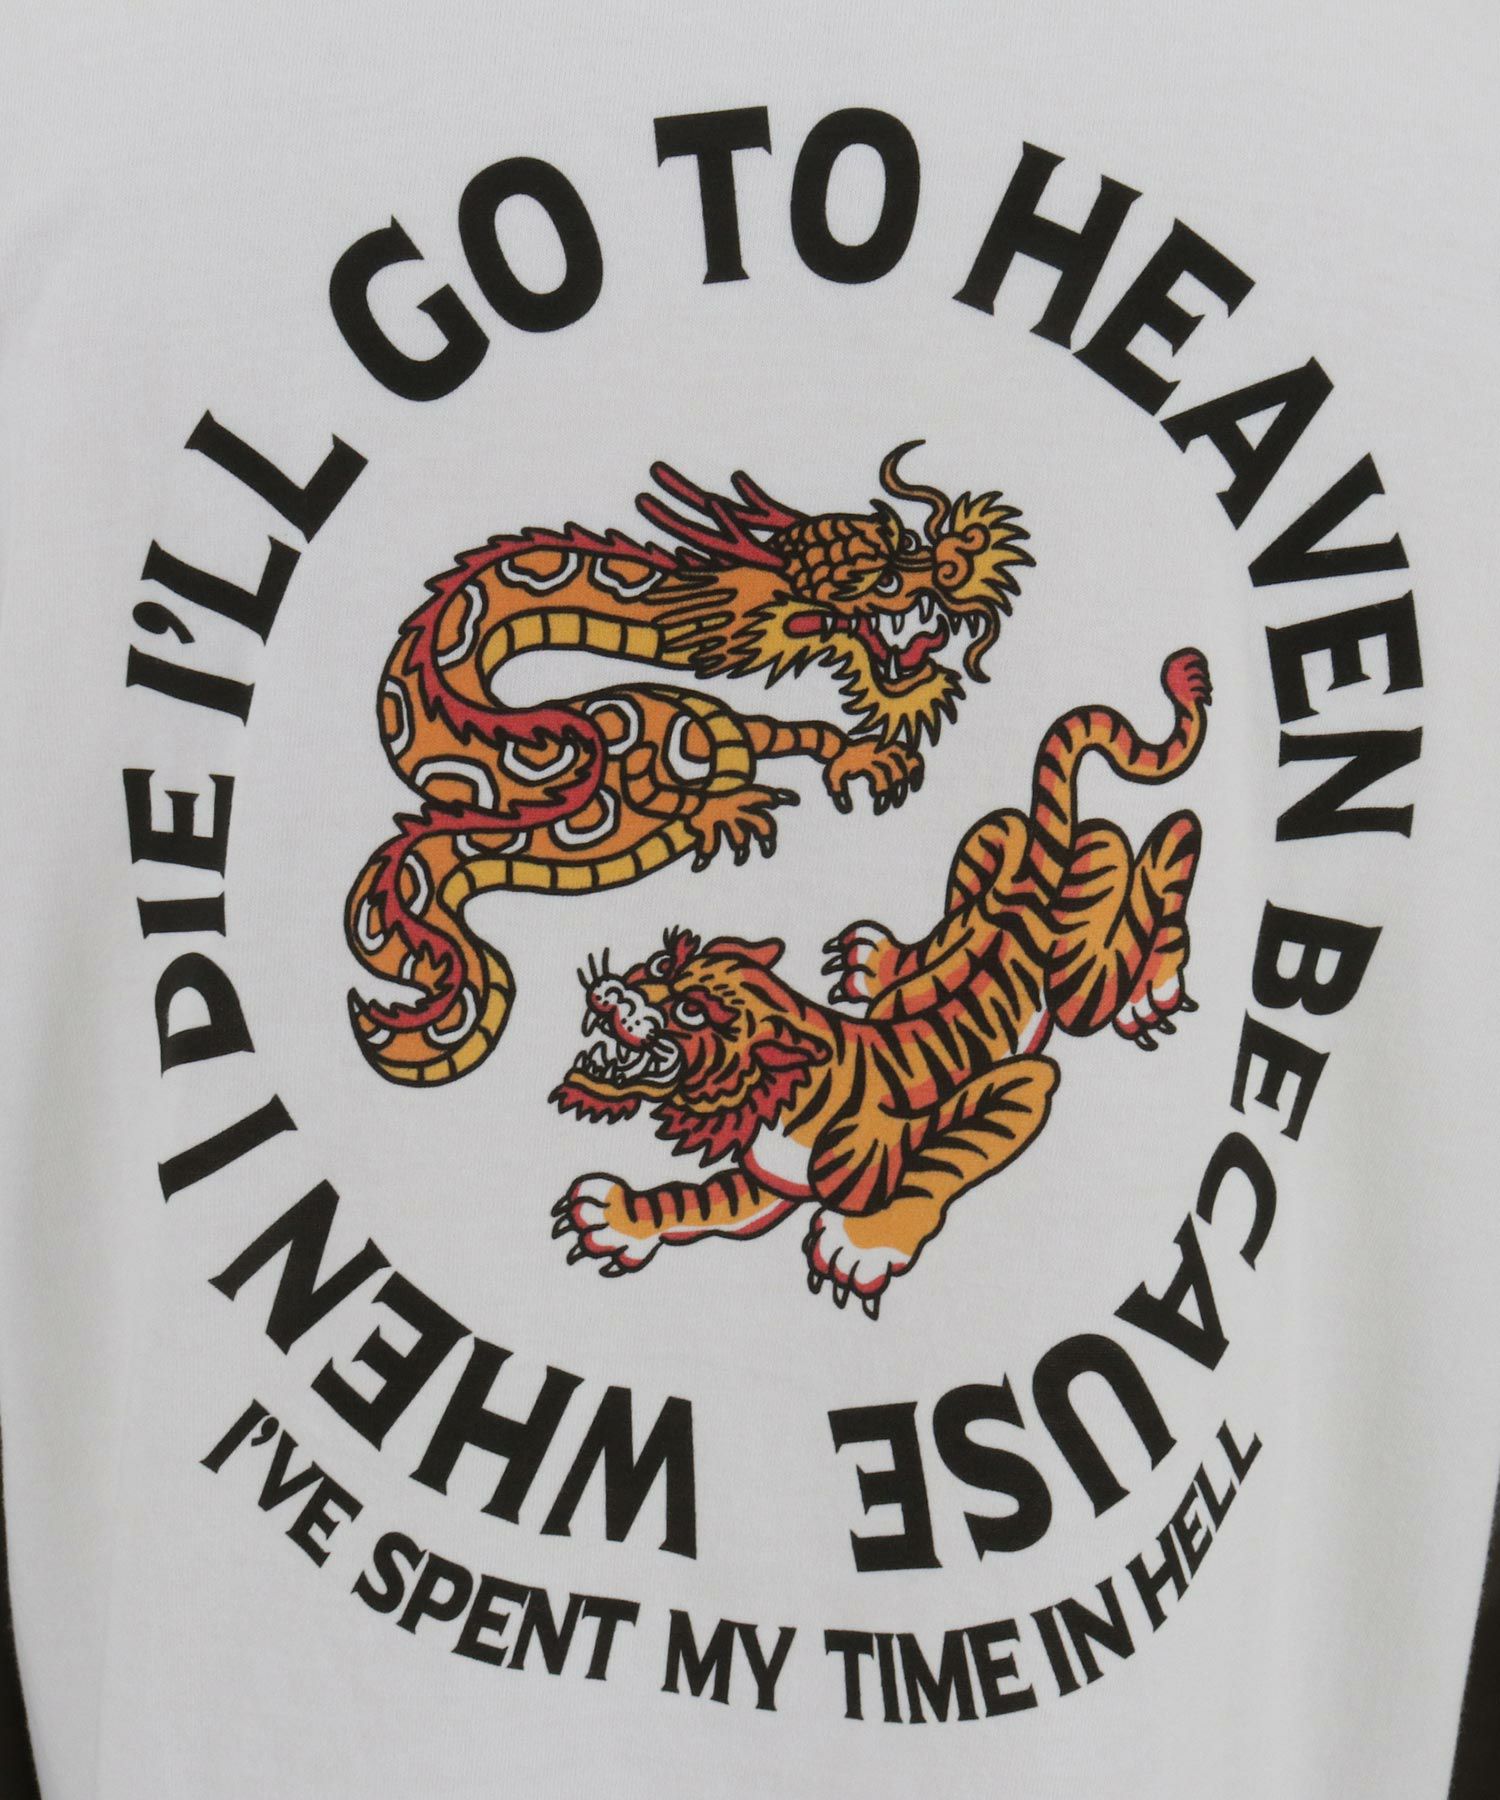 WHEN I DIE I'LL GO TO HEAVEN BECAUSE
I'VE SPENT MY TIME IN HELL